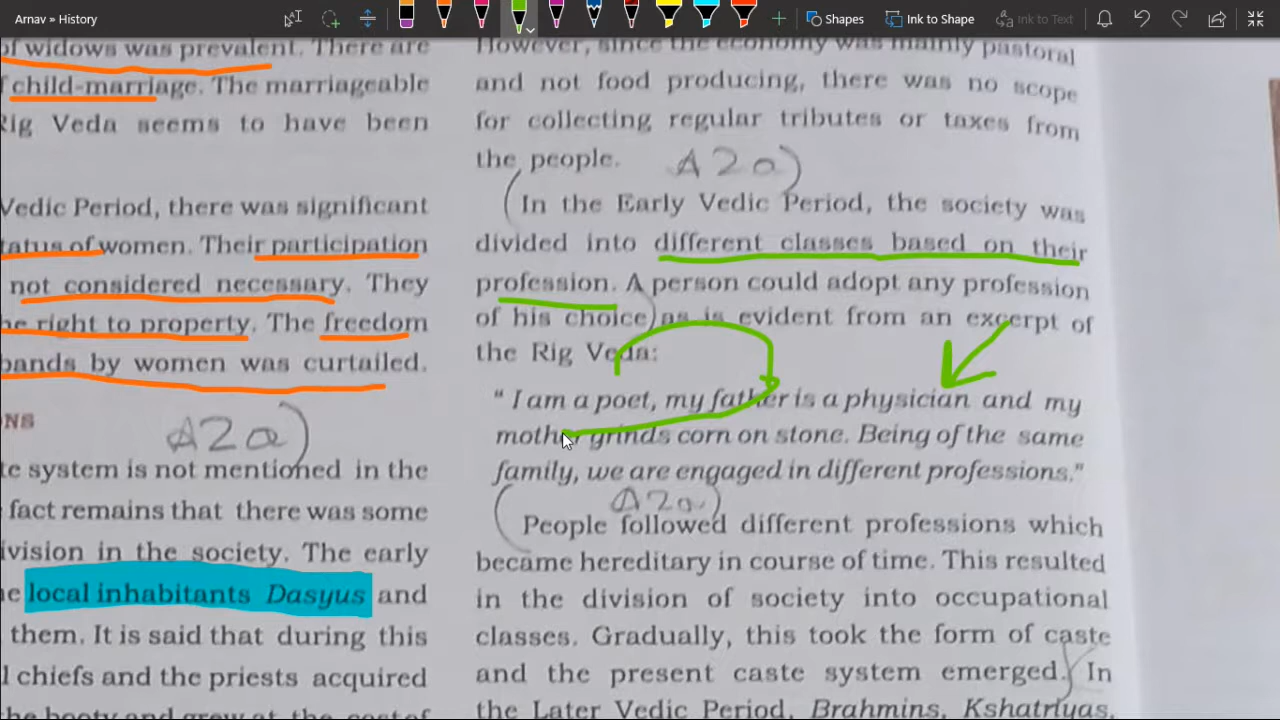 Arnav » History
Shapes
Ink to Shape
Ink to Text
of widows was prevalent. There are
f child-marriage. The marriageable
Rig Veda seems to have been
Vedic Period, there was significant
tatus of women. Their participation
not considered necessary. They
he right to property. The freedom
bands by women was curtailed.
ONS
A2a)
te system is not mentioned in the
fact remains that there was some
ivision in the society. The early
he local inhabitants Dasyus and
them. It is said that during this
l chiefs and the priests acquired
the booty and grew at the cost of
However, since the economy was mainly pastoral
and not food producing, there was no scope
for collecting regular tributes or taxes from
the people. A2a)
(In the Early Vedic Period, the society was
divided into different classes based on their
profession. A person could adopt any profession
of his choice) as is evident from an excerpt of
the Rig Veda:
" I am a poet, my father is a physician and my
mother grinds corn on stone. Being of the same
family, we are engaged in different professions."
A2a)
(People followed different professions which
became hereditary in course of time. This resulted
in the division of society into occupational
classes. Gradually, this took the form of caste
and the present caste system emerged.) In
the Later Vedic Period, Brahmins, Kshatriyas,